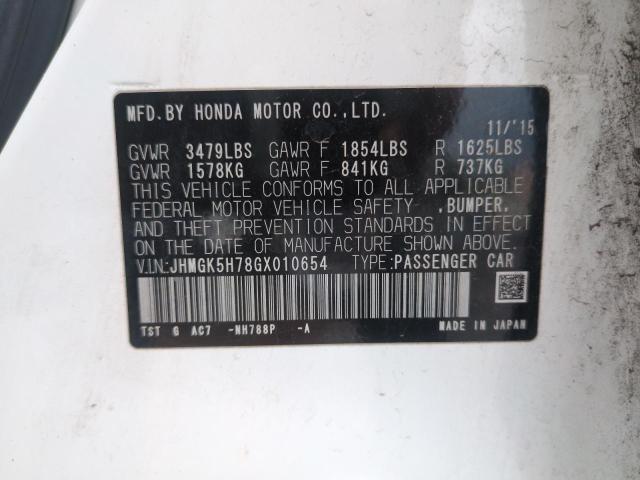 MFD.BY HONDA MOTOR CO.,LTD.
11/'15
GVWR 3479LBS GAWR F 1854LBS R 1625LBS
GVWR 1578KG GAWR F 841KG R 737KG
THIS VEHICLE CONFORMS TO ALL APPLICABLE
FEDERAL MOTOR VEHICLE SAFETY ,BUMPER,
AND THEFT PREVENTION STANDARDS IN EFFECT
ON THE DATE OF MANUFACTURE SHOWN ABOVE.
V.I.N:JHMGK5H78GX010654 TYPE:PASSENGER CAR
TST G AC7 -NH788P -A MADE IN JAPAN